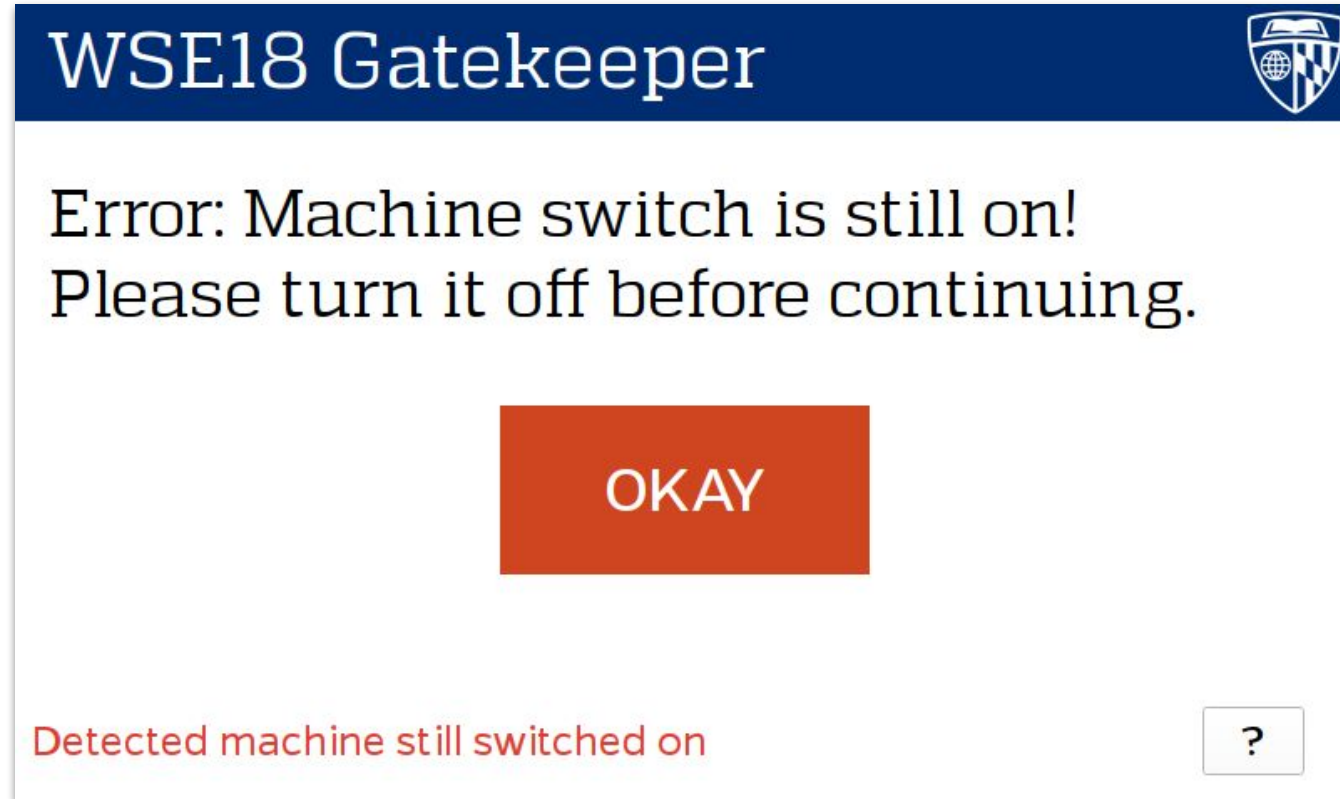 WSE18 Gatekeeper
Error: Machine switch is still on!
Please turn it off before continuing.
OKAY
Detected machine still switched on
?